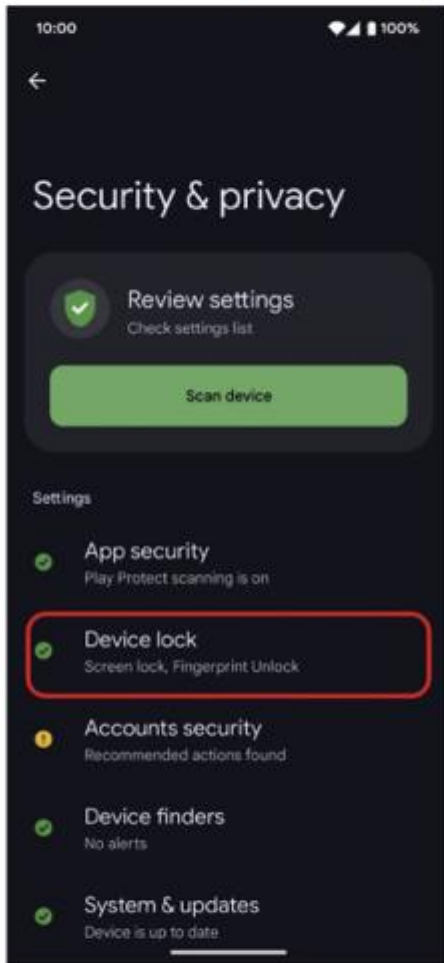 10:00 100%
Security & privacy
Review settings
Check settings list
Scan device
Settings
App security
Play Protect scanning is on
Device lock
Screen lock, Fingerprint Unlock
Accounts security
Recommended actions found
Device finders
No alerts
System & updates
Device is up to date